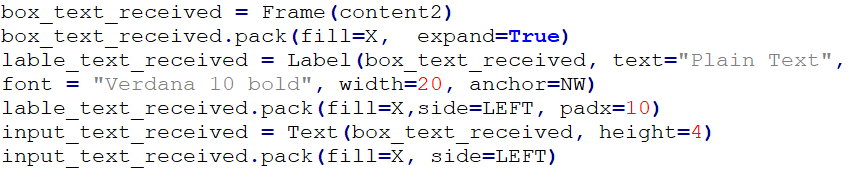 box_text_received = Frame(content2)
box_text_received.pack(fill=X,  expand=True)
lable_text_received = Label(box_text_received, text="Plain Text",
font = "Verdana 10 bold", width=20, anchor=NW)
lable_text_received.pack(fill=X,side=LEFT, padx=10)
input_text_received = Text(box_text_received, height=4)
input_text_received.pack(fill=X, side=LEFT)